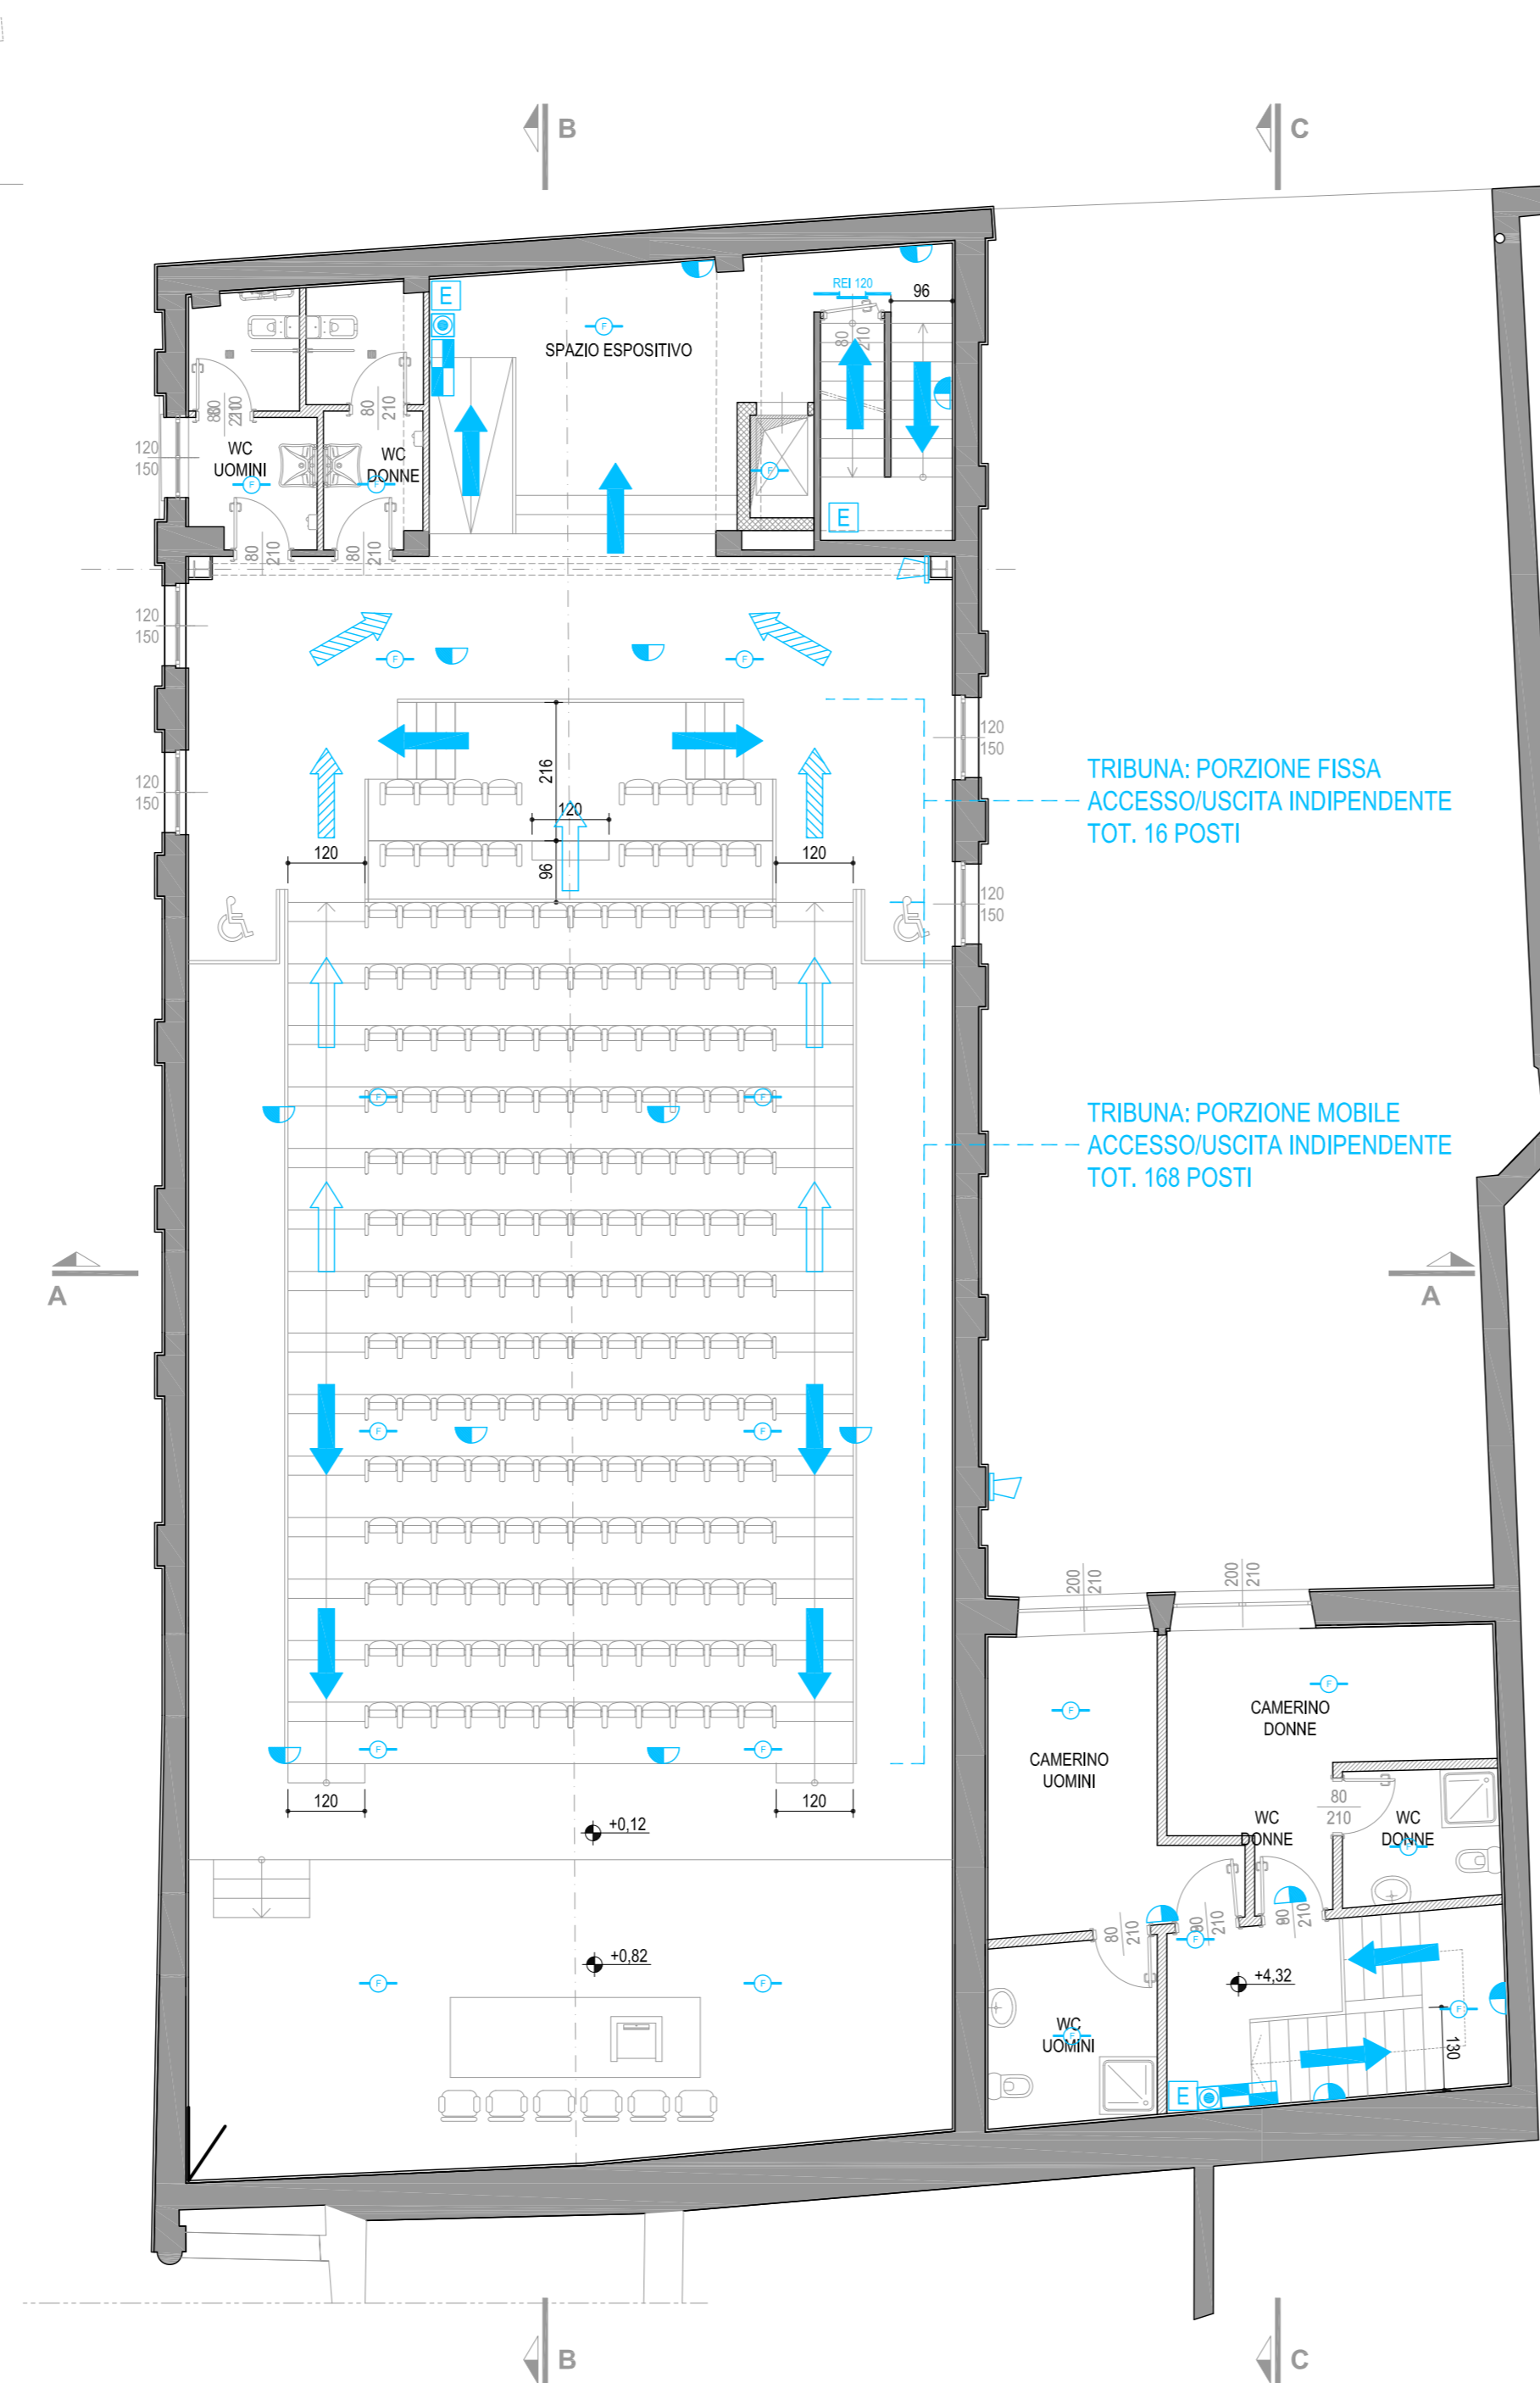 B
C
E
REI 120
96
F
SPAZIO ESPOSITIVO
80
210
80
210
80
210
120
150
WC
UOMINI
WC
DONNE
F
F
F
E
80
210
80
210
120
150
F
F
120
150
216
120
120
120
96
120
150
120
150
TRIBUNA: PORZIONE FISSA
ACCESSO/USCITA INDIPENDENTE
TOT. 16 POSTI
F
F
TRIBUNA: PORZIONE MOBILE
ACCESSO/USCITA INDIPENDENTE
TOT. 168 POSTI
A
A
F
F
200
210
200
210
F
F
CAMERINO
DONNE
CAMERINO
UOMINI
F
F
120
120
+0,12
80
210
WC
DONNE
WC
DONNE
F
80
210
80
210
80
210
F
+0,82
+4,32
F
F
F
130
WC
UOMINI
F
E
B
C